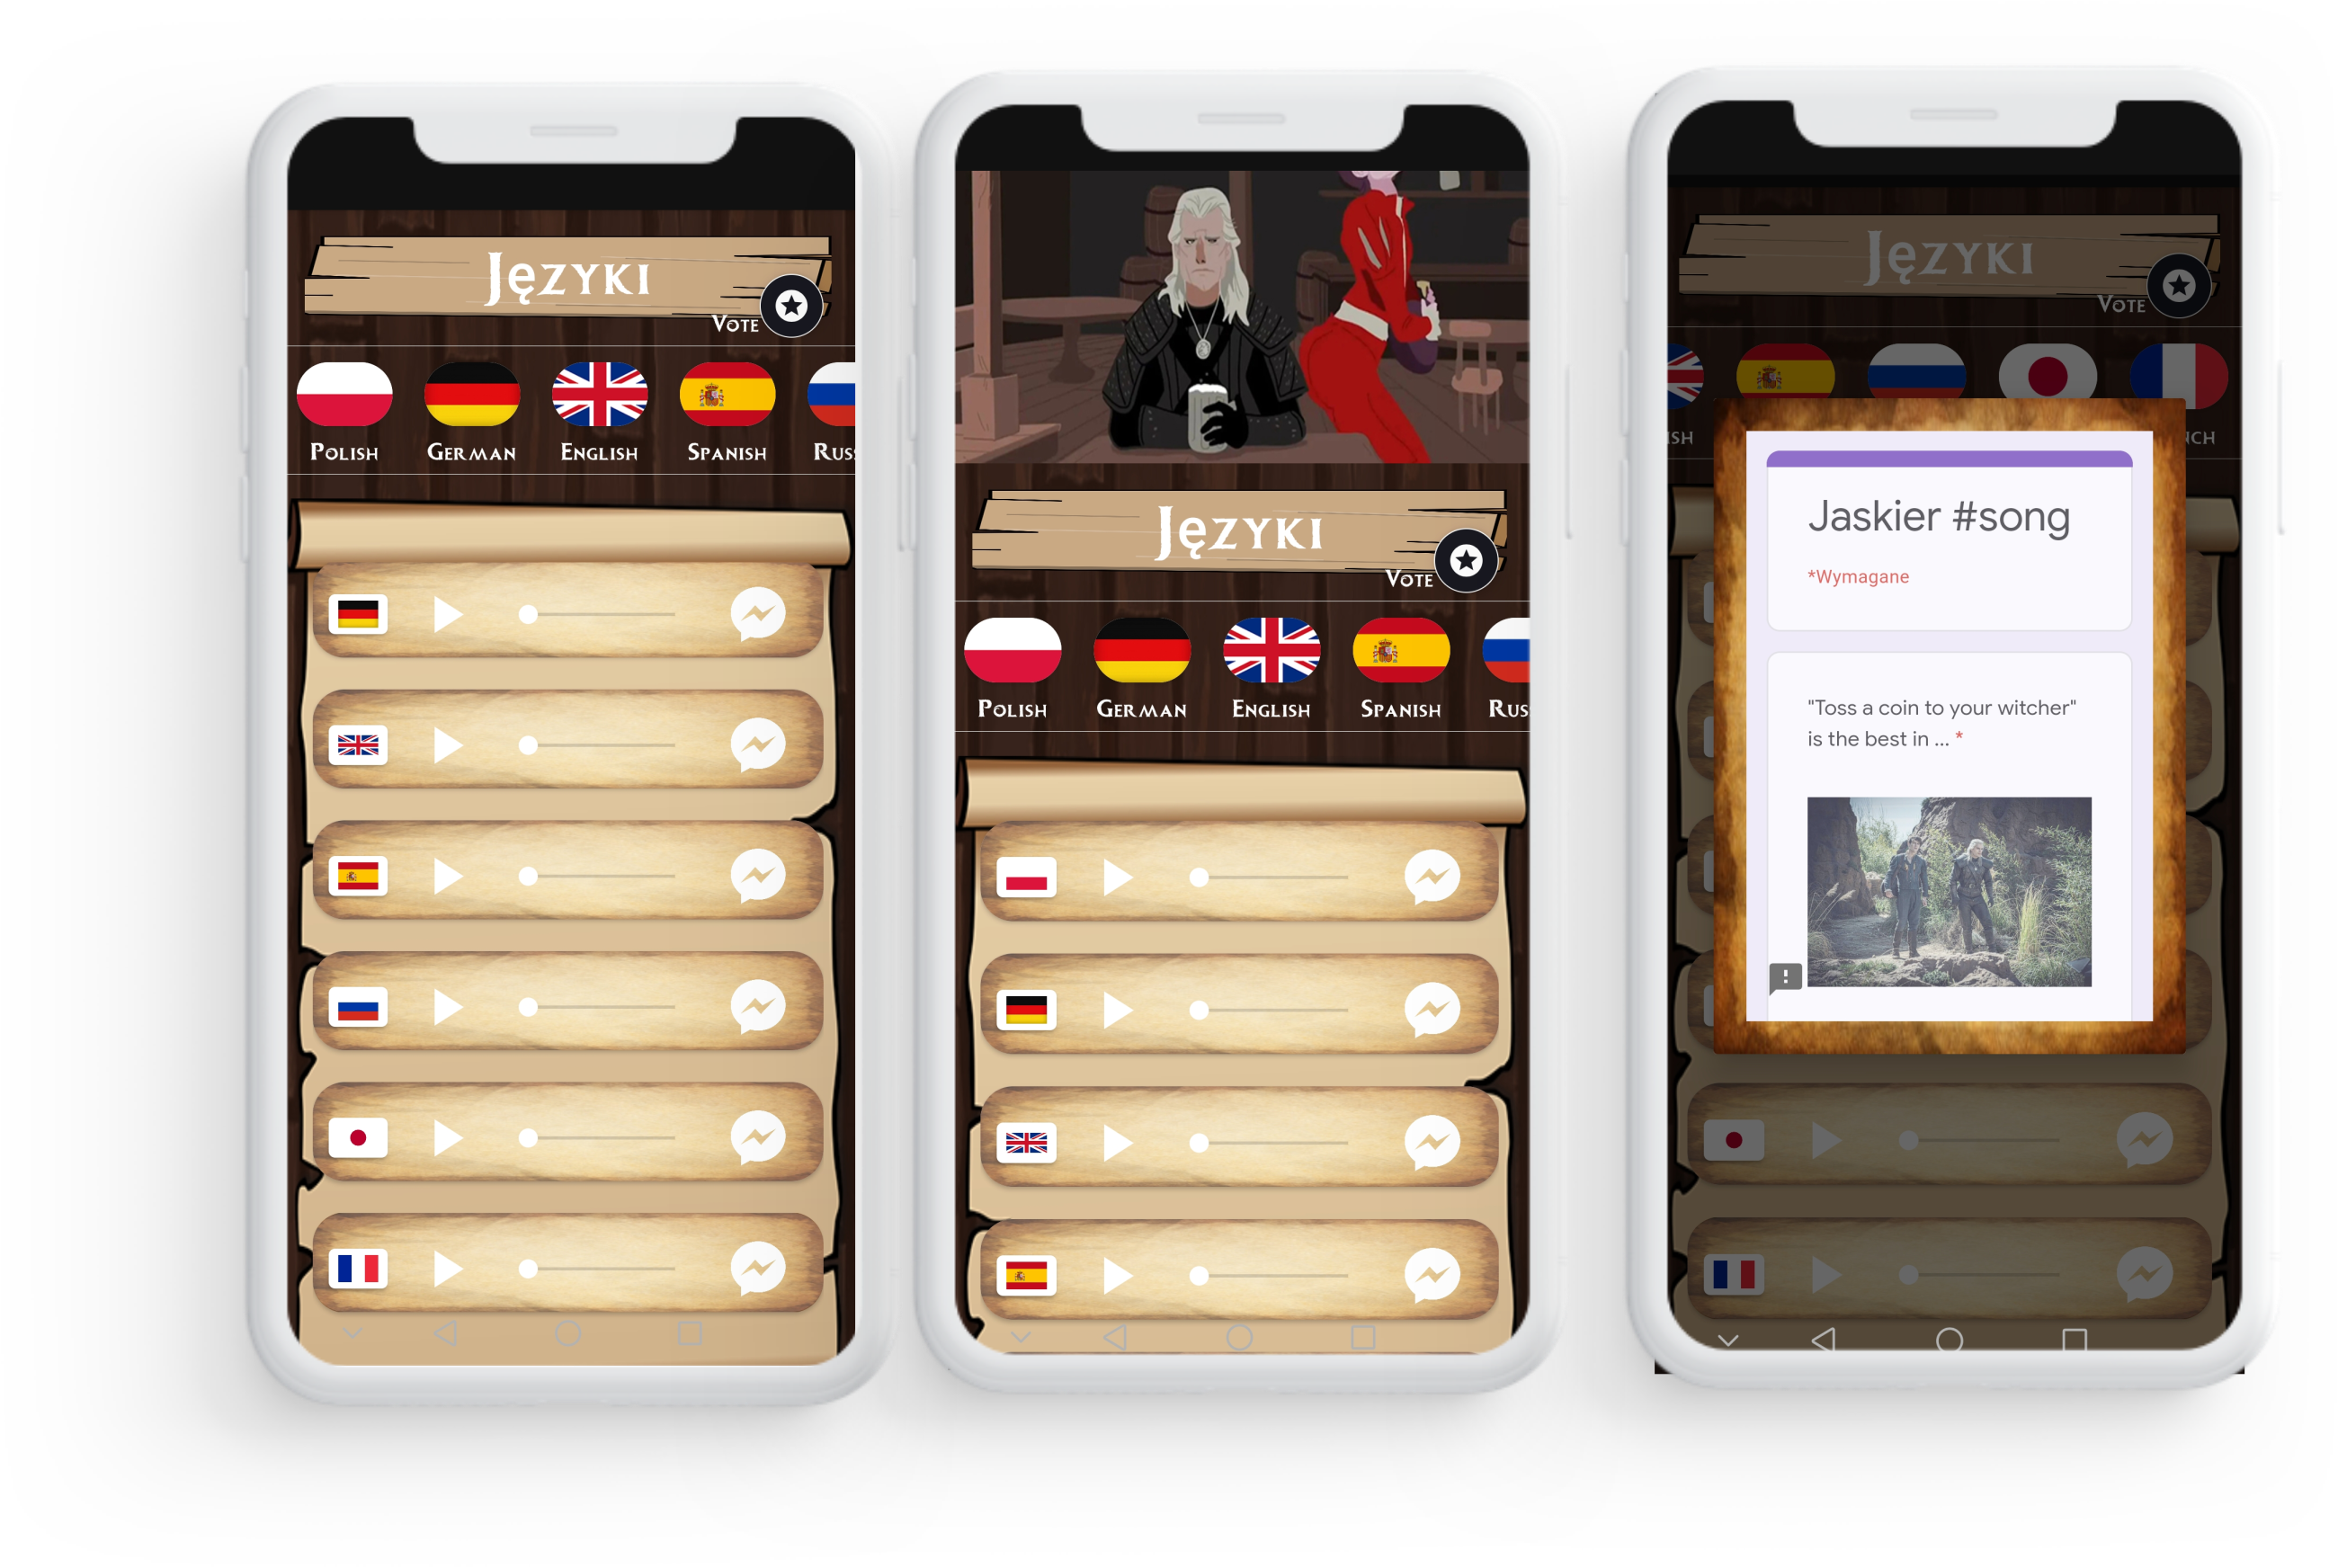 Języki
Vote
Polish German English Spanish Rus
Języki
Vote
Polish German English Spanish Rus
Języki
Vote
ish nch
Jaskier #song
*Wymagane
"Toss a coin to your witcher"
is the best in ... *